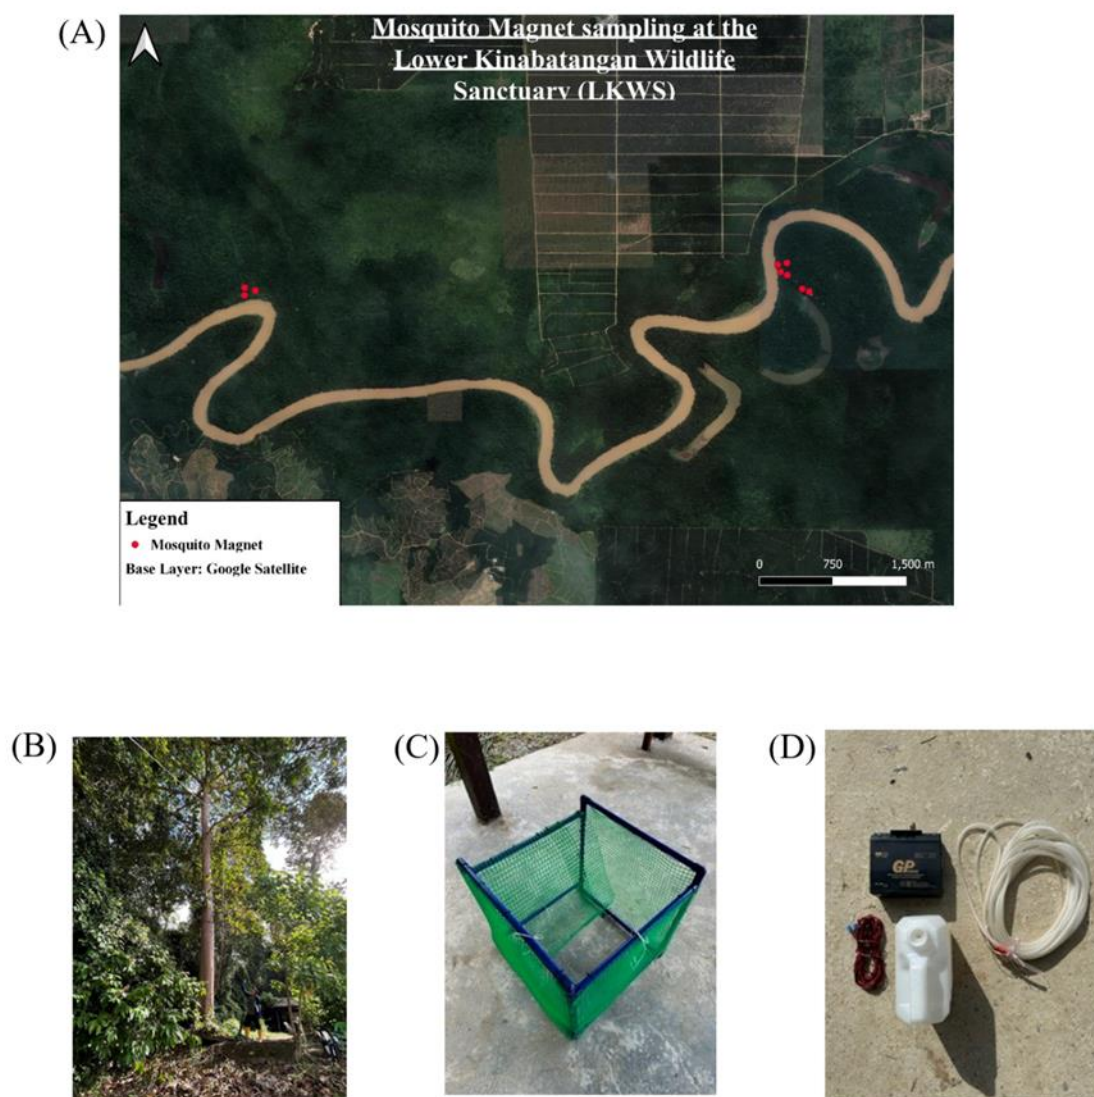 (A)
Mosquito Magnet sampling at the
Lower Kinabatangan Wildlife
Sanctuary (LKWS)
Legend
Mosquito Magnet
Base Layer: Google Satellite
0 750 1,500 m
(B)
(C)
(D)
GP